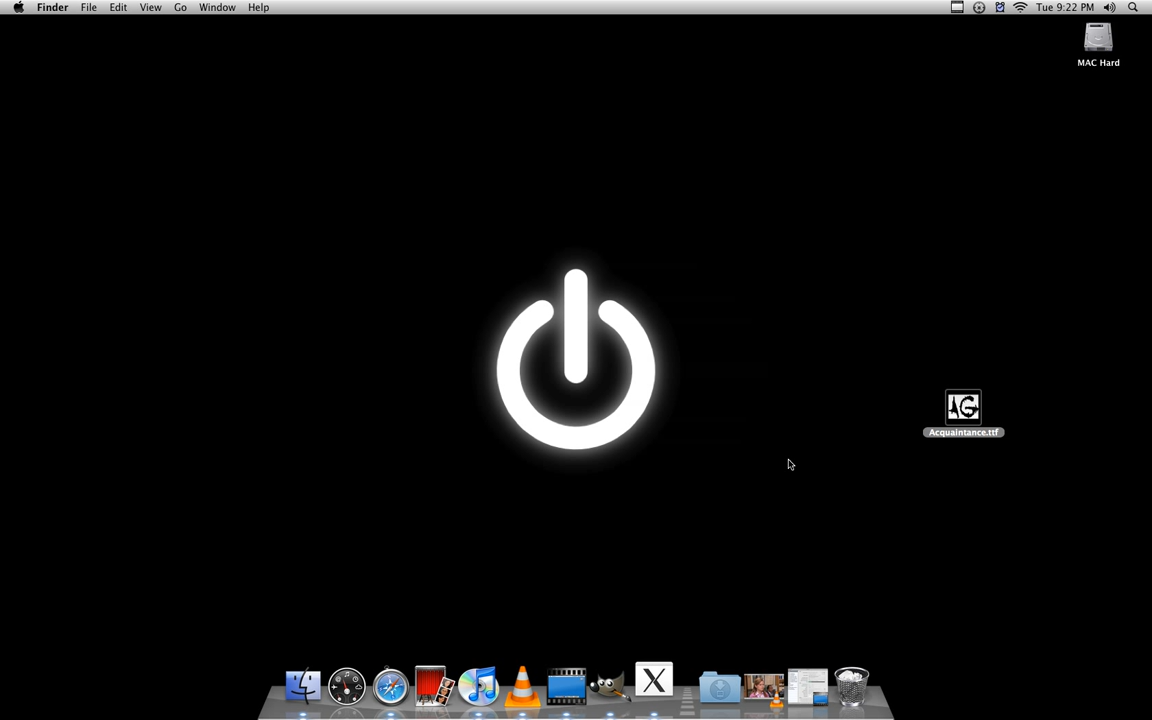 Finder File Edit View Go Window Help Tue 9:22 PM
MAC Hard
AG
Acquaintance.ttf
X